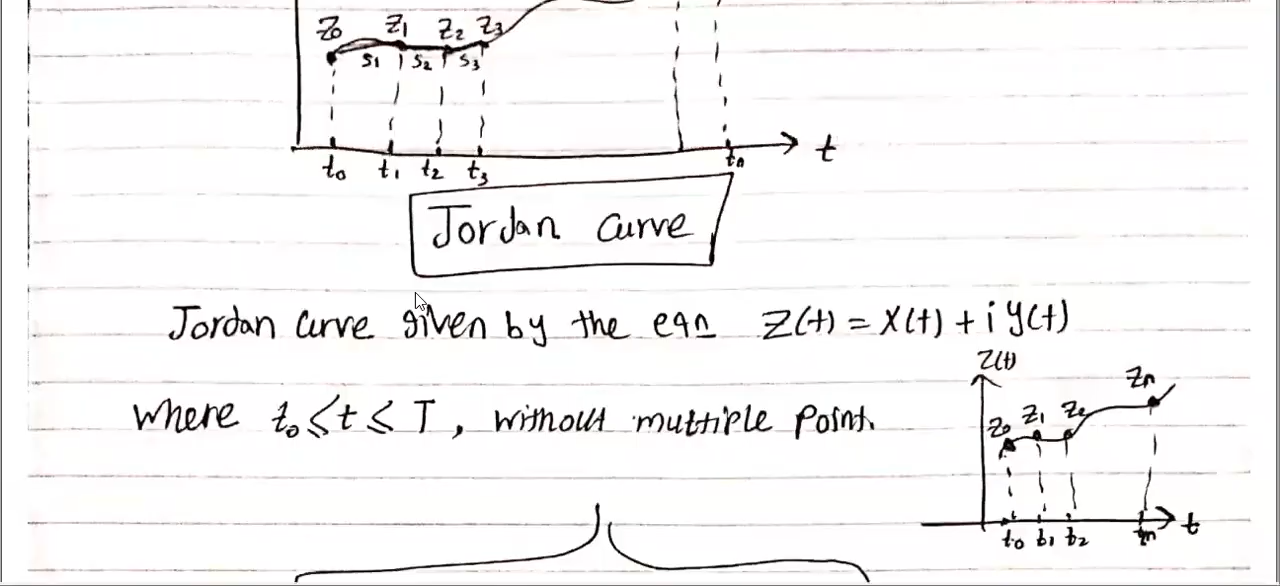 Z₀ Z₁ Z₂ Z₃
S₁ S₂ S₃
t₀ t₁ t₂ t₃ tₙ t
Jordan Curve
Jordan Curve given by the eqn Z(t) = x(t) + i y(t)
Z(t)
where t₀ ≤ t ≤ T, without multiple point.
Z₀ Z₁ Z₂ Zₙ
t₀ t₁ t₂ tₙ t